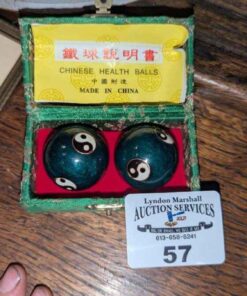 鐵球說明書
CHINESE HEALTH BALLS
MADE IN CHINA
Lyndon Marshall
AUCTION SERVICES
57